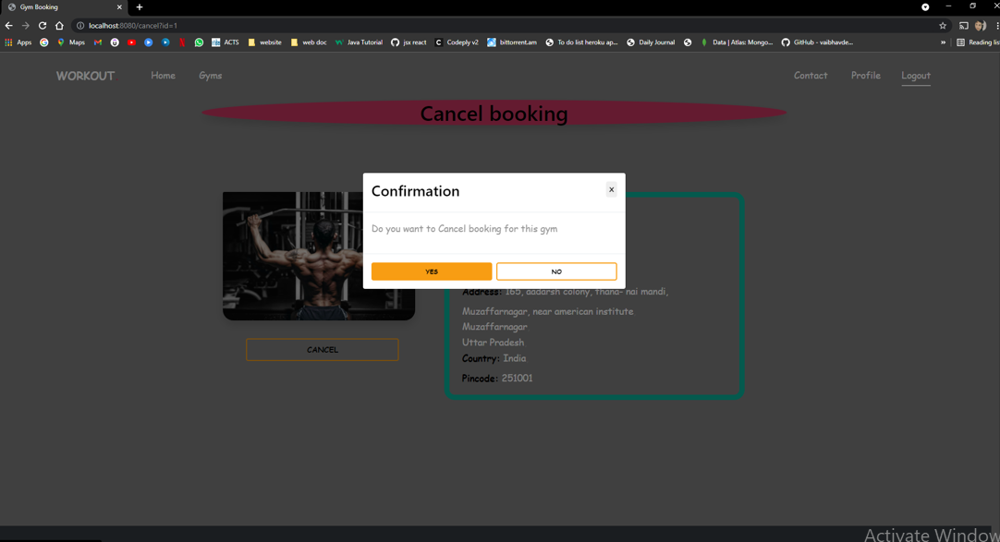 Gym Booking
localhost:8080/cancel?id=1
Apps
Maps
ACTS
website
web doc
Java Tutorial
jsx react
Codeply v2
bittorrent.am
To do list heroku ap...
Daily Journal
Data | Atlas: Mongo...
GitHub - vaibhavde...
»
Reading list
WORKOUT
Home
Gyms
Contact
Profile
Logout
Cancel booking
Confirmation
x
Do you want to Cancel booking for this gym
YES
NO
CANCEL
Address: 165, aadarsh colony, thana- nai mandi,
Muzaffarnagar, near american institute
Muzaffarnagar
Uttar Pradesh
Country: India
Pincode: 251001
Activate Window